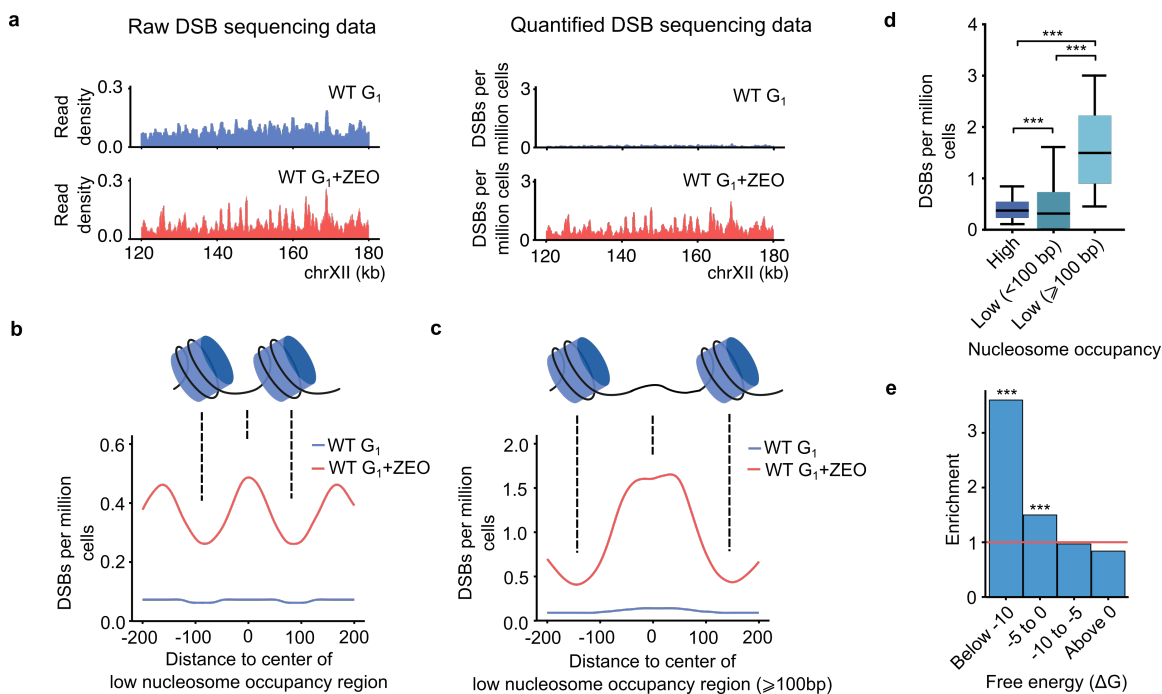 a
Raw DSB sequencing data
Quantified DSB sequencing data
Read
density
0.3
0.0
WT G₁
Read
density
0.3
0.0
WT G₁+ZEO
120
140
160
180
chrXII (kb)
DSBs per
million cells
3
2
1
0
WT G₁
DSBs per
million cells
3
2
1
0
WT G₁+ZEO
120
140
160
180
chrXII (kb)
d
DSBs per million
cells
4
3
2
1
0
***
***
***
High
Low (<100 bp)
Low (⩾100 bp)
Nucleosome occupancy
b
DSBs per million
cells
0.6
0.4
0.2
0.0
WT G₁
WT G₁+ZEO
-200
-100
0
100
200
Distance to center of
low nucleosome occupancy region
c
DSBs per million
cells
2.0
1.5
1.0
0.5
0.0
WT G₁
WT G₁+ZEO
-200
-100
0
100
200
Distance to center of
low nucleosome occupancy region (⩾100bp)
e
Enrichment
3
2
1
0
***
***
Below -10
-5 to 0
-10 to -5
Above 0
Free energy (ΔG)